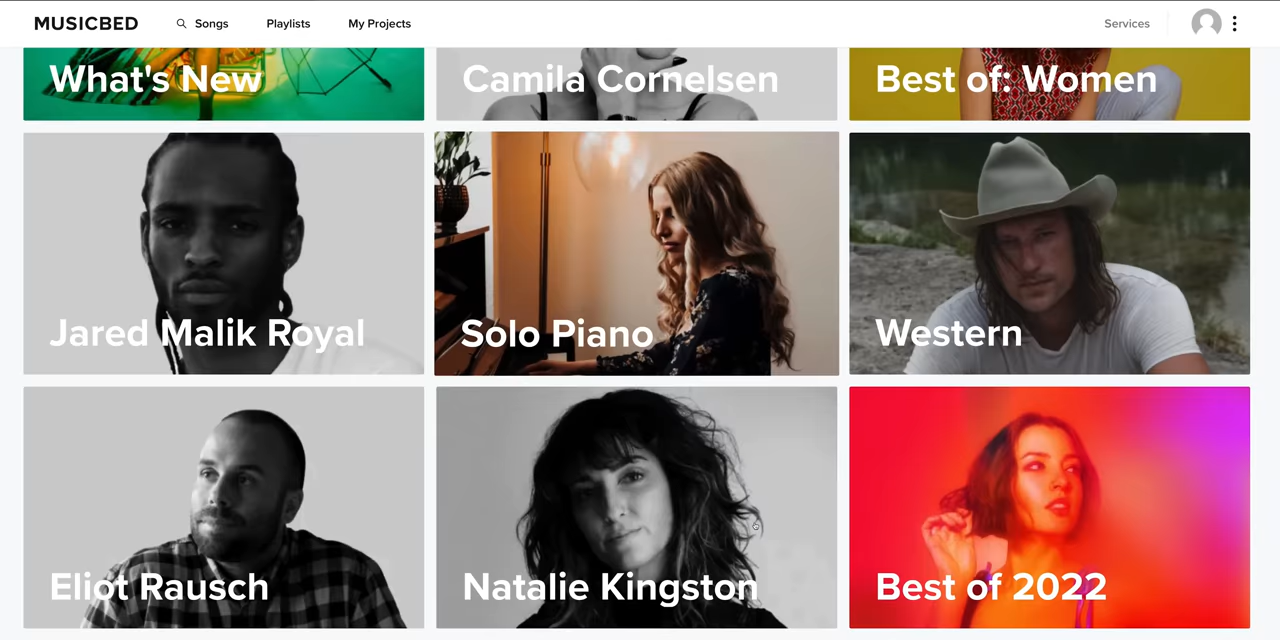 MUSICBED Songs Playlists My Projects Services
What's New
Camila Cornelsen
Best of: Women
Jared Malik Royal
Solo Piano
Western
Eliot Rausch
Natalie Kingston
Best of 2022